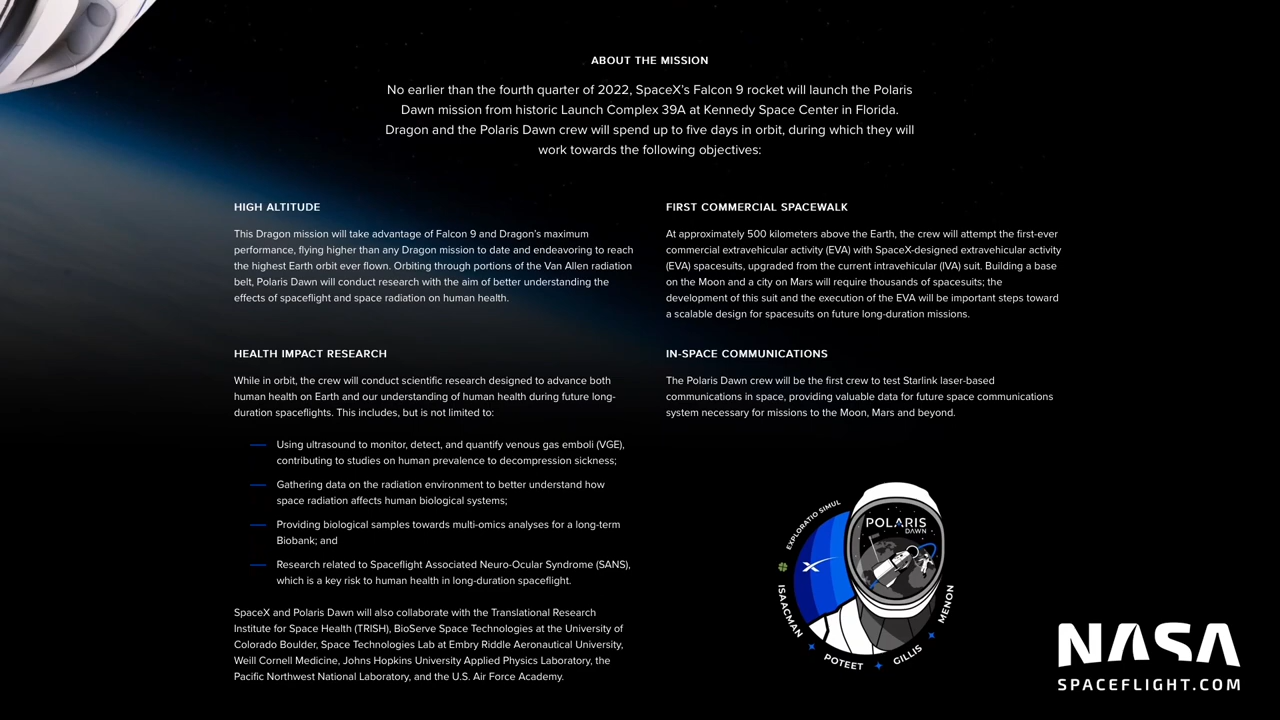 ABOUT THE MISSION
No earlier than the fourth quarter of 2022, SpaceX's Falcon 9 rocket will launch the Polaris
Dawn mission from historic Launch Complex 39A at Kennedy Space Center in Florida.
Dragon and the Polaris Dawn crew will spend up to five days in orbit, during which they will
work towards the following objectives:
HIGH ALTITUDE
This Dragon mission will take advantage of Falcon 9 and Dragon's maximum
performance, flying higher than any Dragon mission to date and endeavoring to reach
the highest Earth orbit ever flown. Orbiting through portions of the Van Allen radiation
belt, Polaris Dawn will conduct research with the aim of better understanding the
effects of spaceflight and space radiation on human health.
FIRST COMMERCIAL SPACEWALK
At approximately 500 kilometers above the Earth, the crew will attempt the first-ever
commercial extravehicular activity (EVA) with SpaceX-designed extravehicular activity
(EVA) spacesuits, upgraded from the current intravehicular (IVA) suit. Building a base
on the Moon and a city on Mars will require thousands of spacesuits; the
development of this suit and the execution of the EVA will be important steps toward
a scalable design for spacesuits on future long-duration missions.
HEALTH IMPACT RESEARCH
While in orbit, the crew will conduct scientific research designed to advance both
human health on Earth and our understanding of human health during future long-
duration spaceflights. This includes, but is not limited to:
Using ultrasound to monitor, detect, and quantify venous gas emboli (VGE),
contributing to studies on human prevalence to decompression sickness;
Gathering data on the radiation environment to better understand how
space radiation affects human biological systems;
Providing biological samples towards multi-omics analyses for a long-term
Biobank; and
Research related to Spaceflight Associated Neuro-Ocular Syndrome (SANS),
which is a key risk to human health in long-duration spaceflight.
SpaceX and Polaris Dawn will also collaborate with the Translational Research
Institute for Space Health (TRISH), BioServe Space Technologies at the University of
Colorado Boulder, Space Technologies Lab at Embry Riddle Aeronautical University,
Weill Cornell Medicine, Johns Hopkins University Applied Physics Laboratory, the
Pacific Northwest National Laboratory, and the U.S. Air Force Academy.
IN-SPACE COMMUNICATIONS
The Polaris Dawn crew will be the first crew to test Starlink laser-based
communications in space, providing valuable data for future space communications
system necessary for missions to the Moon, Mars and beyond.
EXPLORATIO SIMUL
POLARIS
DAWN
ISAACMAN
POTEET
GILLIS
MENON
NASA
SPACEFLIGHT.COM